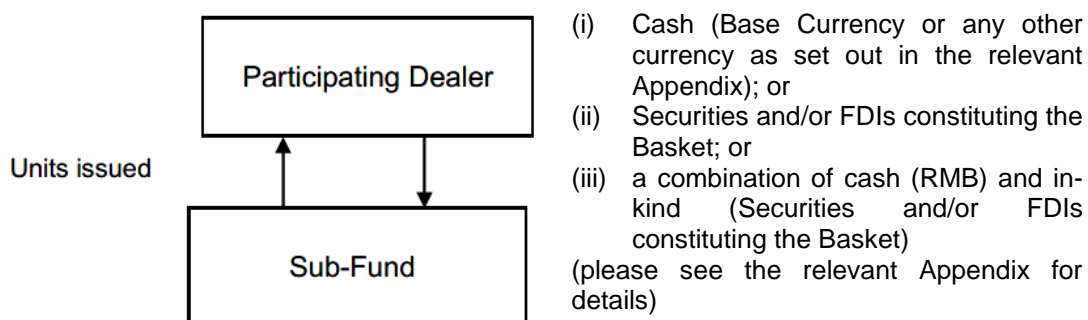 Participating Dealer
Units issued
Sub-Fund
(i) Cash (Base Currency or any other
currency as set out in the relevant
Appendix); or
(ii) Securities and/or FDIs constituting the
Basket; or
(iii) a combination of cash (RMB) and in-
kind (Securities and/or FDIs
constituting the Basket)
(please see the relevant Appendix for
details)